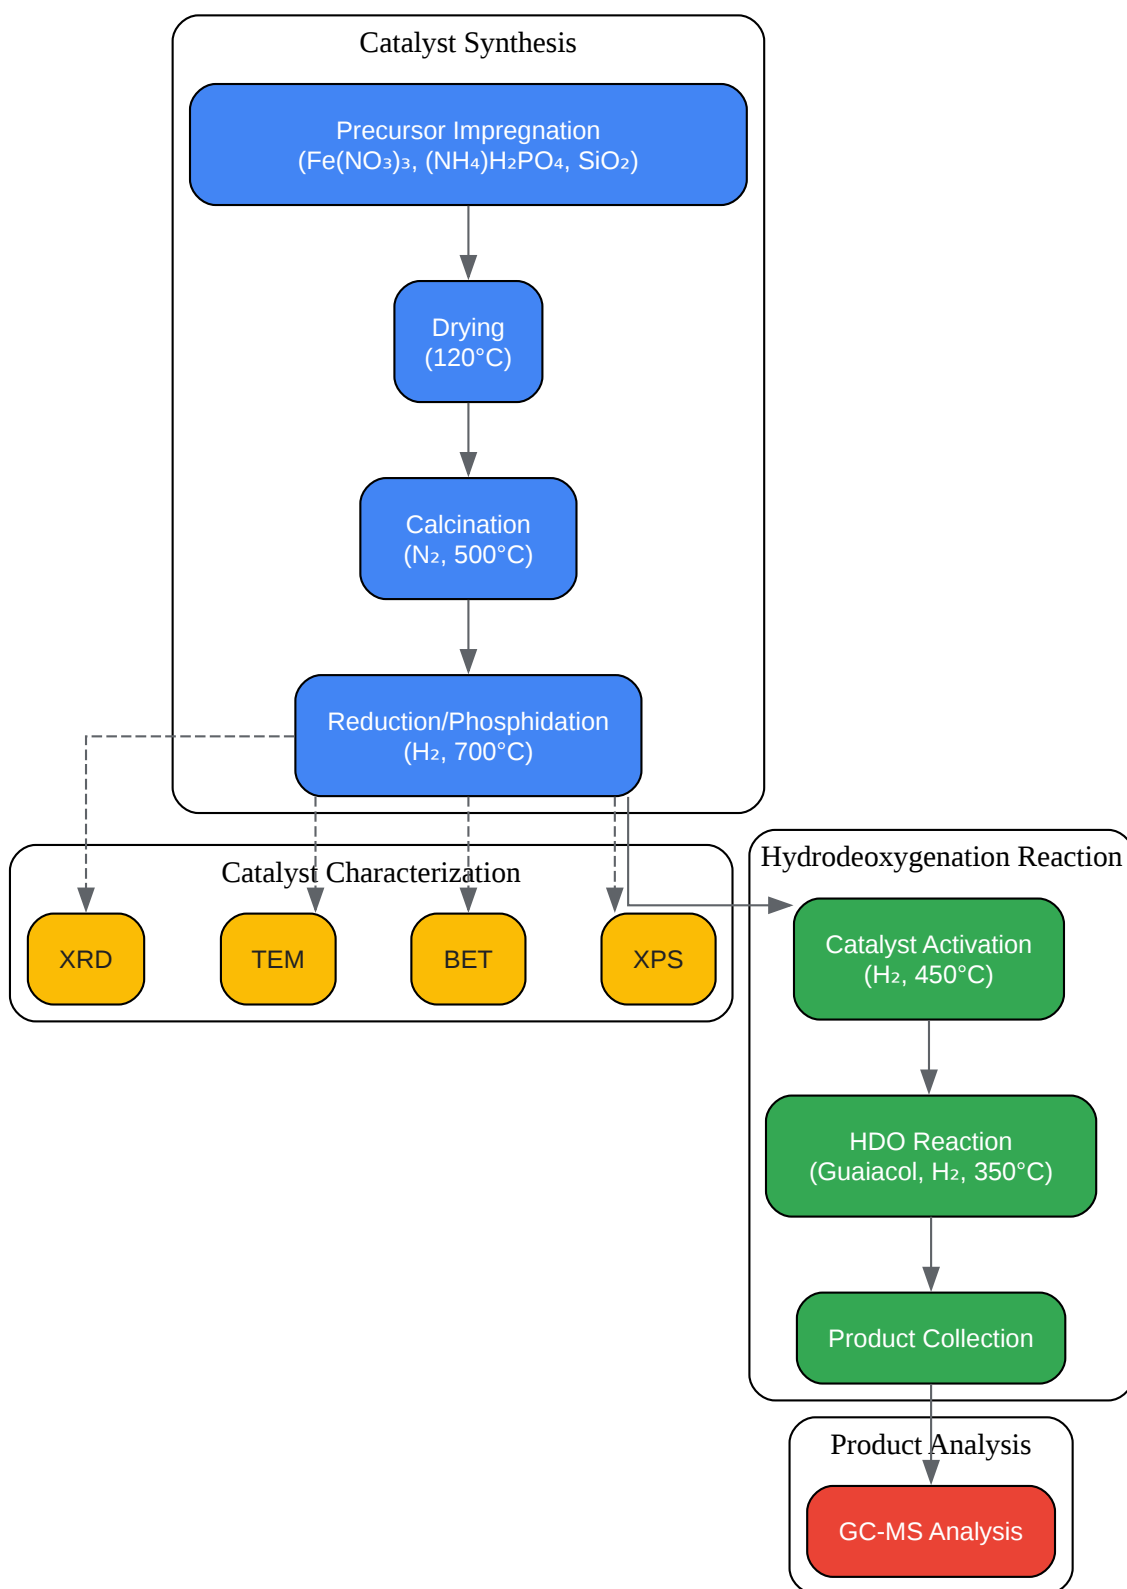 Catalyst Synthesis
Precursor Impregnation
(Fe(NO₃)₃, (NH₄)H₂PO₄, SiO₂)
Drying
(120°C)
Calcination
(N₂, 500°C)
Reduction/Phosphidation
(H₂, 700°C)
Catalyst Characterization
XRD
TEM
BET
XPS
Hydrodeoxygenation Reaction
Catalyst Activation
(H₂, 450°C)
HDO Reaction
(Guaiacol, H₂, 350°C)
Product Collection
Product Analysis
GC-MS Analysis